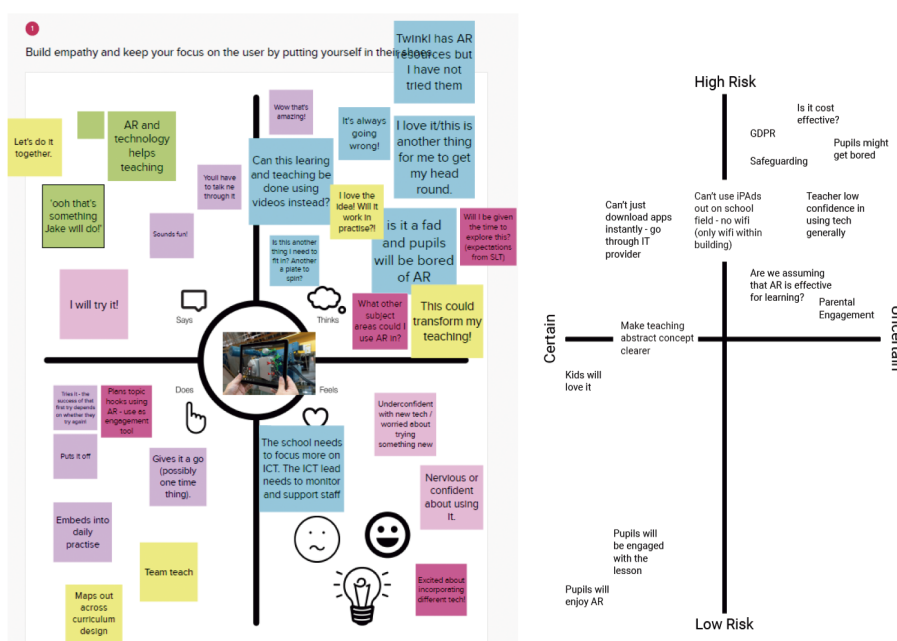 1
Build empathy and keep your focus on the user by putting yourself in their shoes.
Twinkl has AR
resources but
I have not
tried them
Wow that's
amazing!
It's always
going
wrong!
AR and
technology
helps
teaching
Let's do it
together.
I love it/this is
another thing
for me to get
my head
round.
Can this learing
and teaching be
done using
videos instead?
Youll have
to talk me
through it
'ooh that's
something
Jake will do!'
I love the
idea! Will it
work in
practise?!
is it a fad
and pupils
will be bored
of AR
Will I be given
the time to
explore this?
(expectations
from SLT)
Sounds fun!
Is this another
thing I need to
fit in? Another
a plate to
spin?
I will try it!
Says
Thinks
What other
subject
areas could
I use AR in?
This could
transform my
teaching!
Does
Feels
Tries it - the
success of that
first try depends
on whether they
try again!
Plans topic
hooks using
AR - use as
engagement
tool
Puts it off
Gives it a go
(possibly
one time
thing).
Embeds into
daily
practise
Team teach
Maps out
across
curriculum
design
Underconfident
with new tech /
worried about
trying
something new
The school needs
to focus more on
ICT. The ICT lead
needs to monitor
and support staff
Nervous or
confident
about using
it.
Excited about
incorporating
different tech!
High Risk
Is it cost
effective?
GDPR
Pupils might
get bored
Safeguarding
Can't just
download apps
instantly - go
through IT
provider
Can't use iPads
out on school
field - no wifi
(only wifi within
building)
Teacher low
confidence in
using tech
generally
Are we assuming
that AR is effective
for learning?
Parental
Engagement
Certain
Make teaching
abstract concept
clearer
Uncertain
Kids will
love it
Pupils will
be engaged
with the
lesson
Pupils will
enjoy AR
Low Risk